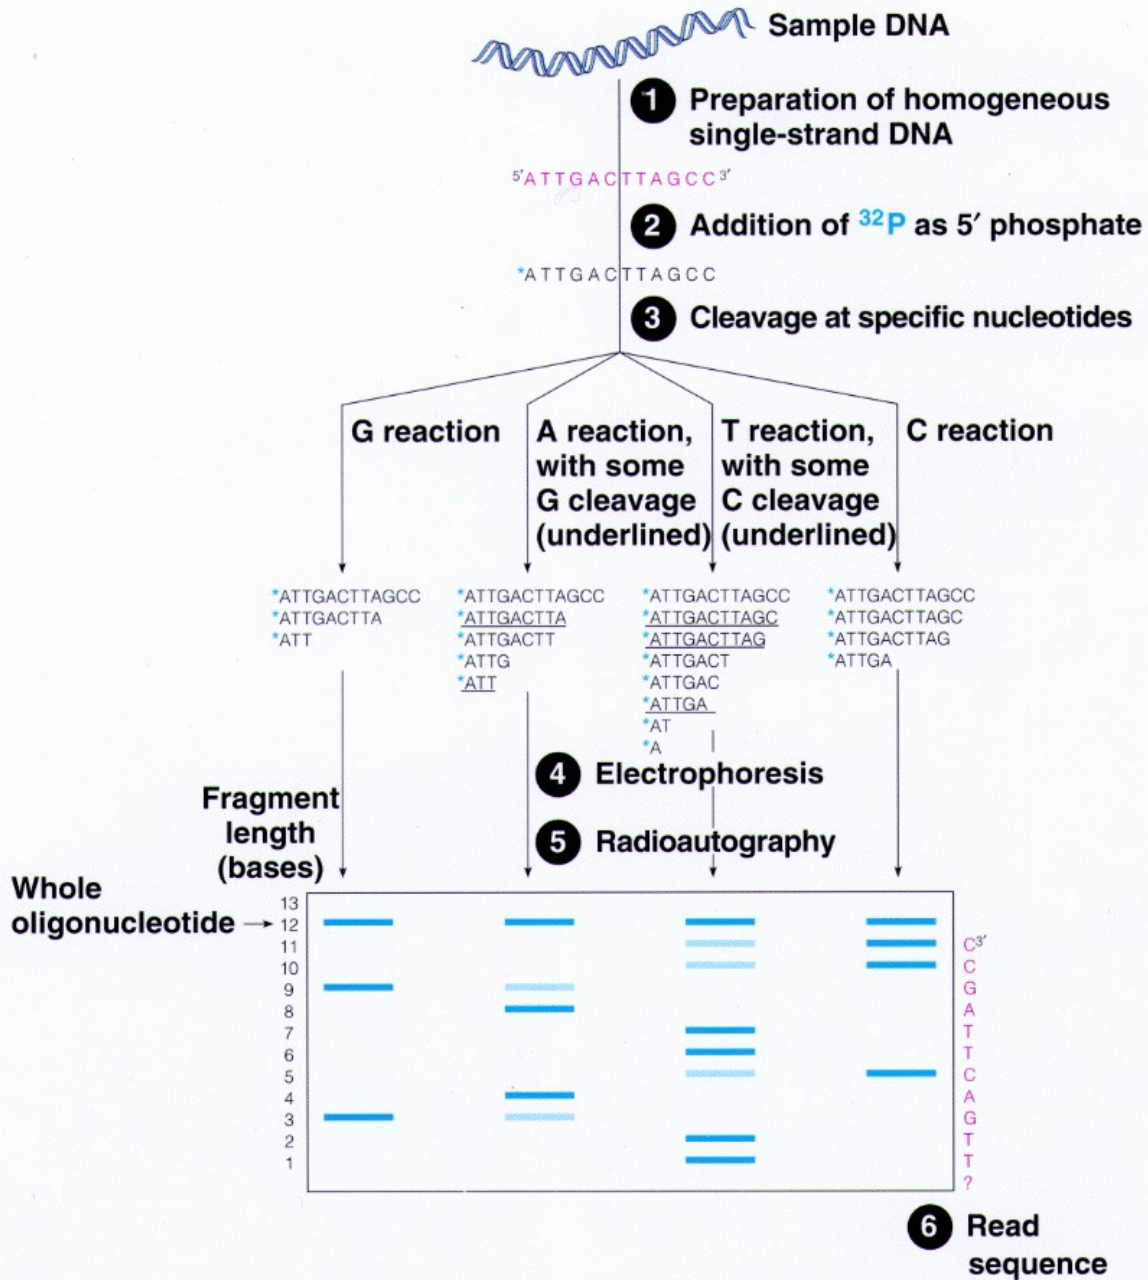 Sample DNA
1 Preparation of homogeneous
single-strand DNA
5′ATTGACTTAGCC3′
2 Addition of 32P as 5′ phosphate
*ATTGACTTAGCC
3 Cleavage at specific nucleotides
G reaction
A reaction,
with some
G cleavage
(underlined)
T reaction,
with some
C cleavage
(underlined)
C reaction
*ATTGACTTAGCC
*ATTGACTTA
*ATT
*ATTGACTTAGCC
*ATTGACTTA
*ATTGACTT
*ATTG
*ATT
*ATTGACTTAGCC
*ATTGACTTAGC
*ATTGACTTAG
*ATTGACT
*ATTGAC
*ATTGA
*AT
*A
*ATTGACTTAGCC
*ATTGACTTAGC
*ATTGACTTAG
*ATTGA
4 Electrophoresis
5 Radioautography
Fragment
length
(bases)
Whole
oligonucleotide
13
12
11
10
9
8
7
6
5
4
3
2
1
C3′
C
G
A
T
T
C
A
G
T
T
?
6 Read
sequence